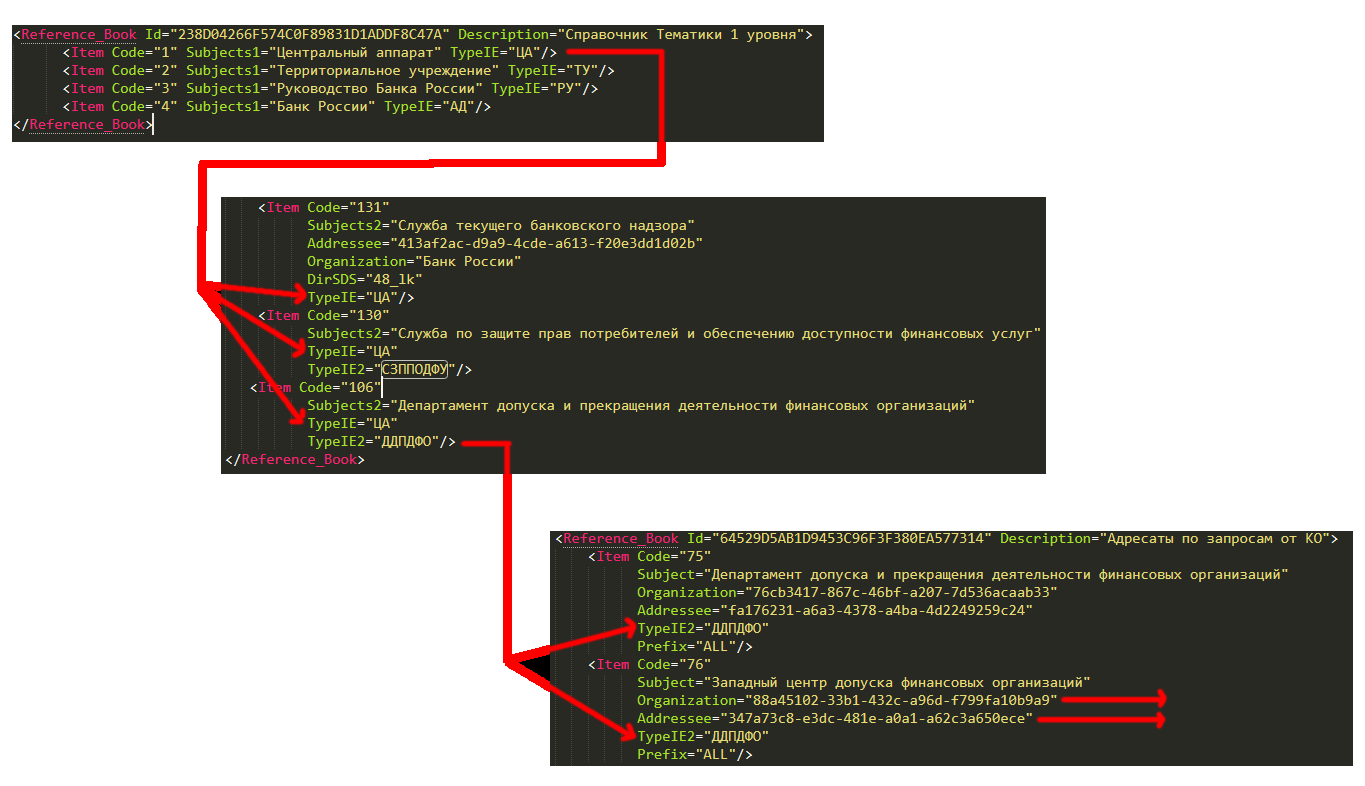 <Reference_Book Id="238D04266F574C0F89831D1ADDF8C47A" Description="Справочник Тематики 1 уровня">
<Item Code="1" Subjects1="Центральный аппарат" TypeIE="ЦА"/>
<Item Code="2" Subjects1="Территориальное учреждение" TypeIE="ТУ"/>
<Item Code="3" Subjects1="Руководство Банка России" TypeIE="РУ"/>
<Item Code="4" Subjects1="Банк России" TypeIE="АД"/>
</Reference_Book>
<Item Code="131"
Subjects2="Служба текущего банковского надзора"
Addressee="413af2ac-d9a9-4cde-a613-f20e3dd1d02b"
Organization="Банк России"
DirSDS="48_lk"
TypeIE="ЦА"/>
<Item Code="130"
Subjects2="Служба по защите прав потребителей и обеспечению доступности финансовых услуг"
TypeIE="ЦА"
TypeIE2="СЗППОДФУ"/>
<Item Code="106"
Subjects2="Департамент допуска и прекращения деятельности финансовых организаций"
TypeIE="ЦА"
TypeIE2="ДДПДФО"/>
</Reference_Book>
<Reference_Book Id="64529D5AB1D9453C96F3F380EA577314" Description="Адресаты по запросам от КО">
<Item Code="75"
Subject="Департамент допуска и прекращения деятельности финансовых организаций"
Organization="76cb3417-867c-46bf-a207-7d536acaab33"
Addressee="fa176231-a6a3-4378-a4ba-4d2249259c24"
TypeIE2="ДДПДФО"
Prefix="ALL"/>
<Item Code="76"
Subject="Западный центр допуска финансовых организаций"
Organization="88a45102-33b1-432c-a96d-f799fa10b9a9"
Addressee="347a73c8-e3dc-481e-a0a1-a62c3a650ece"
TypeIE2="ДДПДФО"
Prefix="ALL"/>